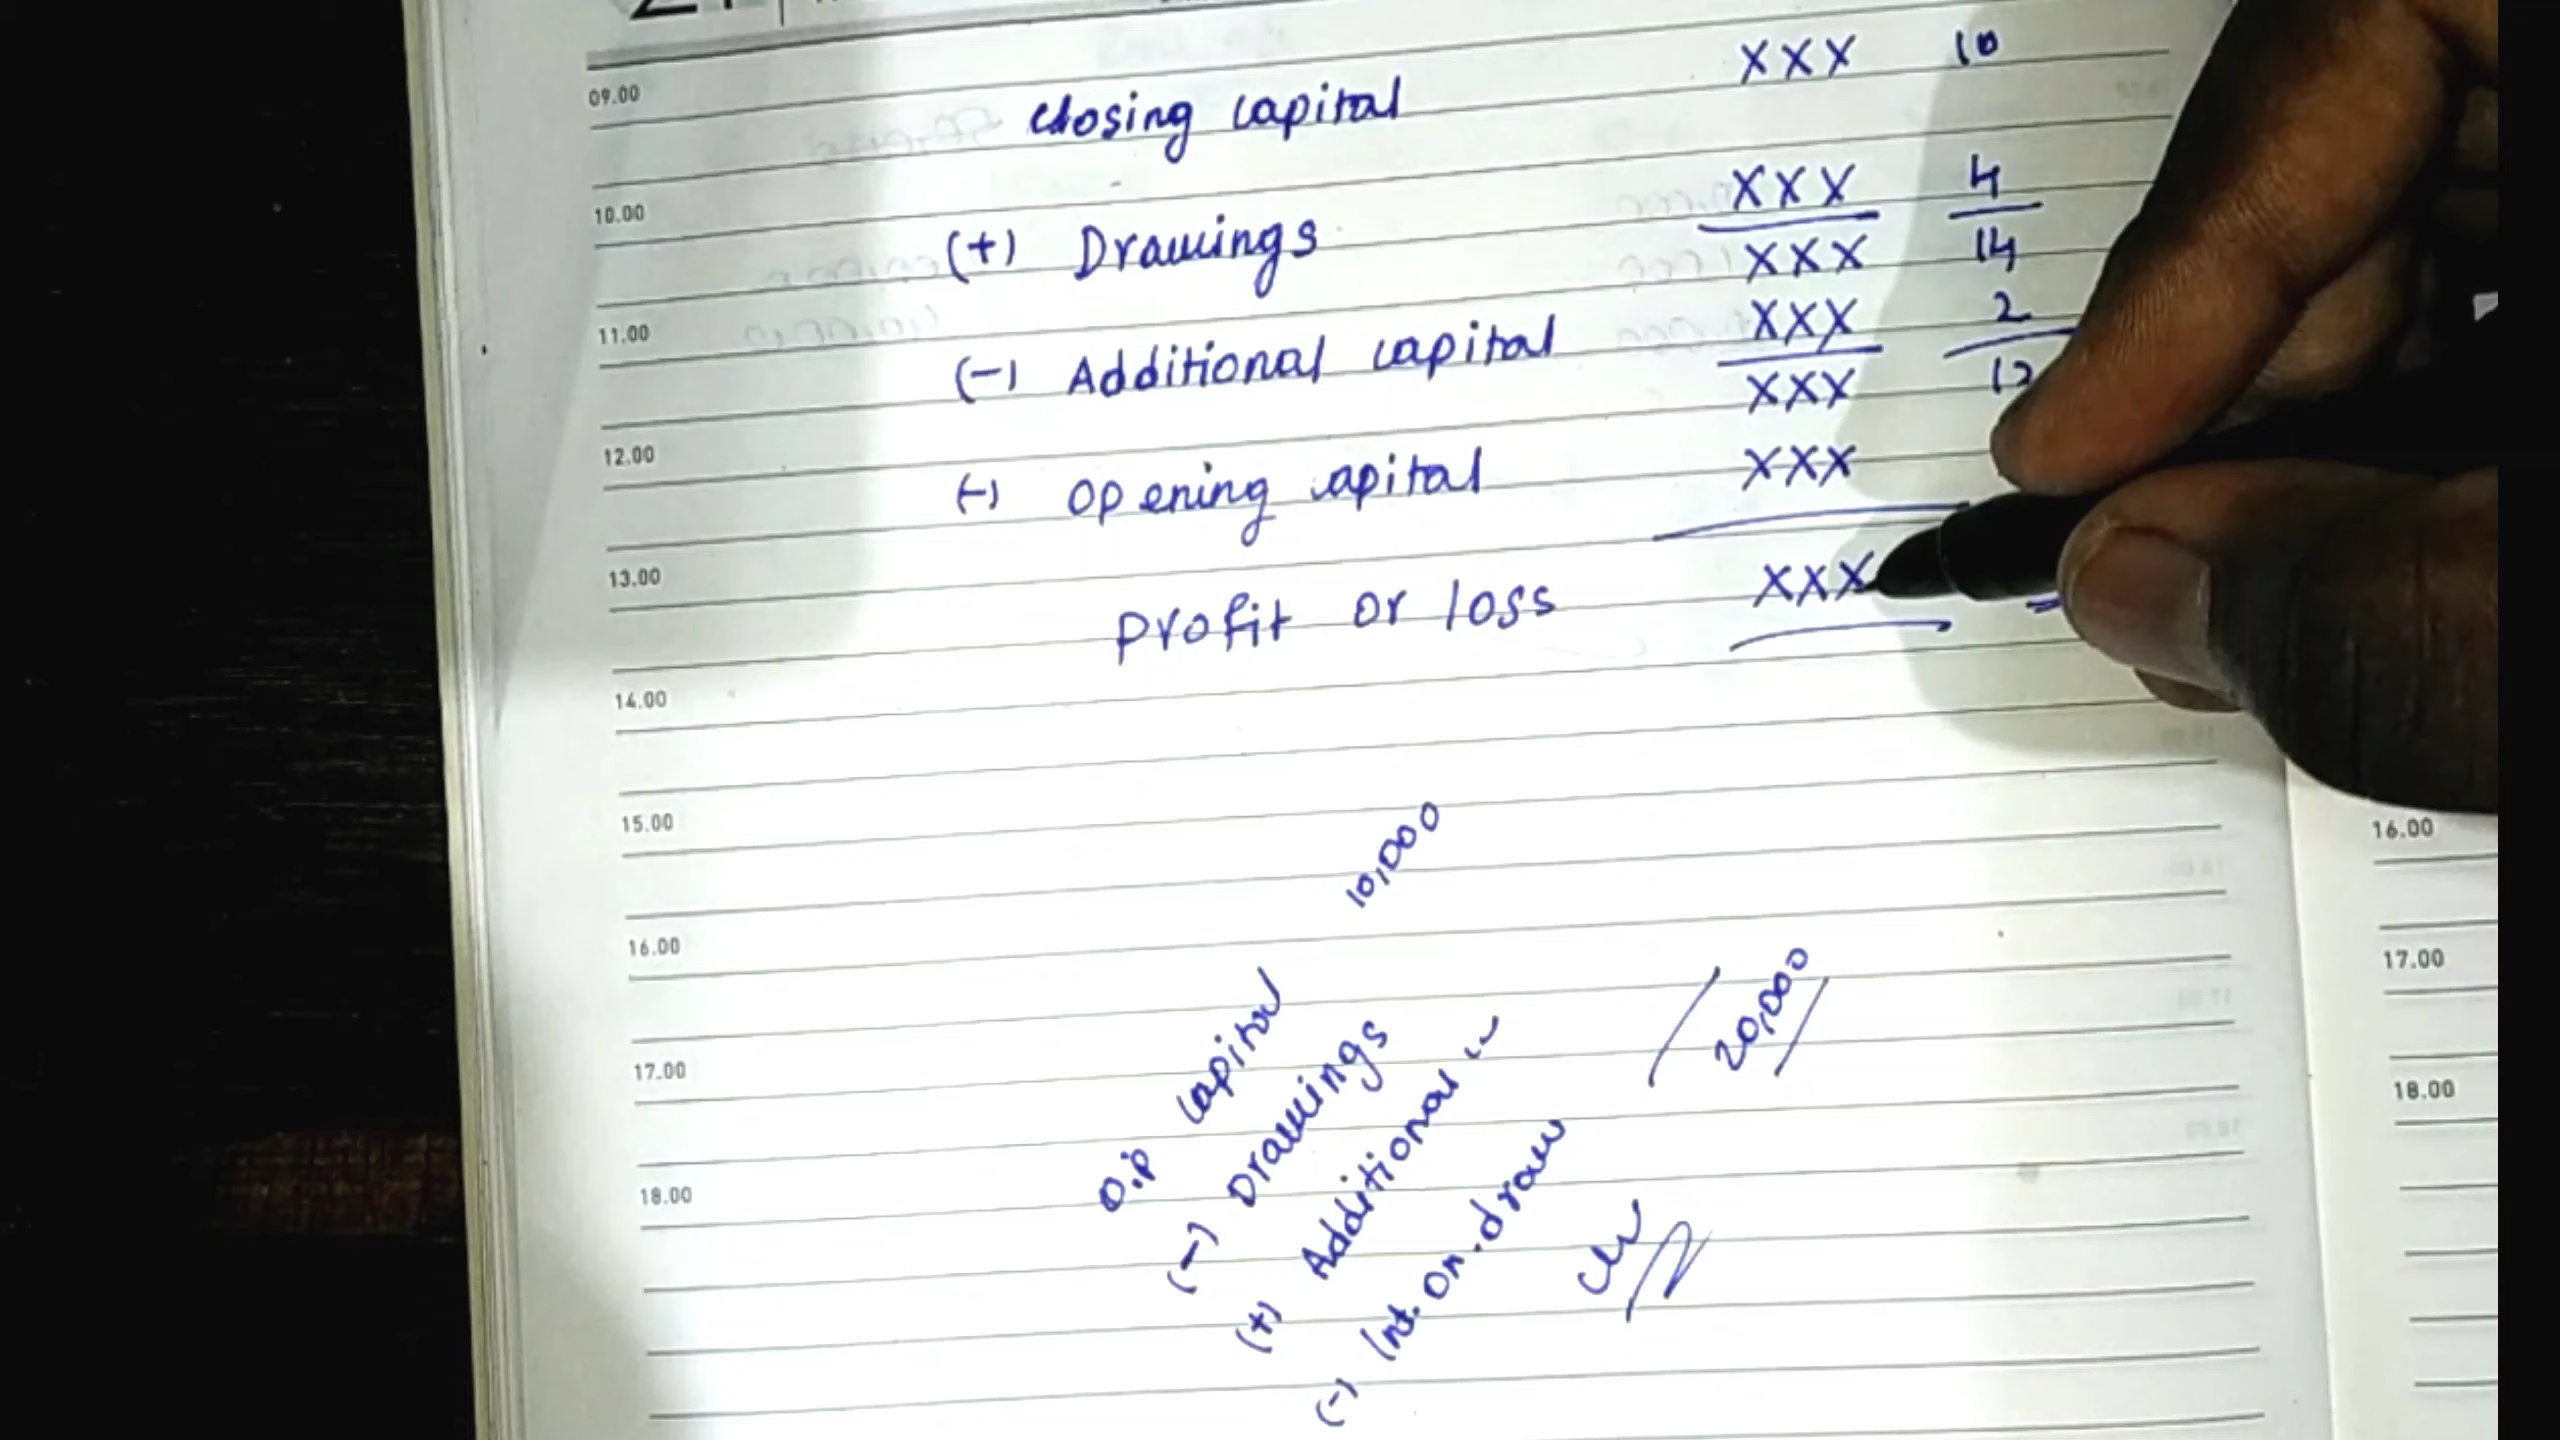 09.00
closing capital XXX 10
10.00
(+) Drawings XXX 4
XXX 14
11.00
(-) Additional capital XXX 2
XXX 12
12.00
(-) opening capital XXX
13.00
profit or loss XXX
14.00
15.00
10,000
16.00
16.00
17.00
20,000
17.00
18.00
18.00
o.p capital
(-) Drawings
(+) Additional
(-) Int. on. draw